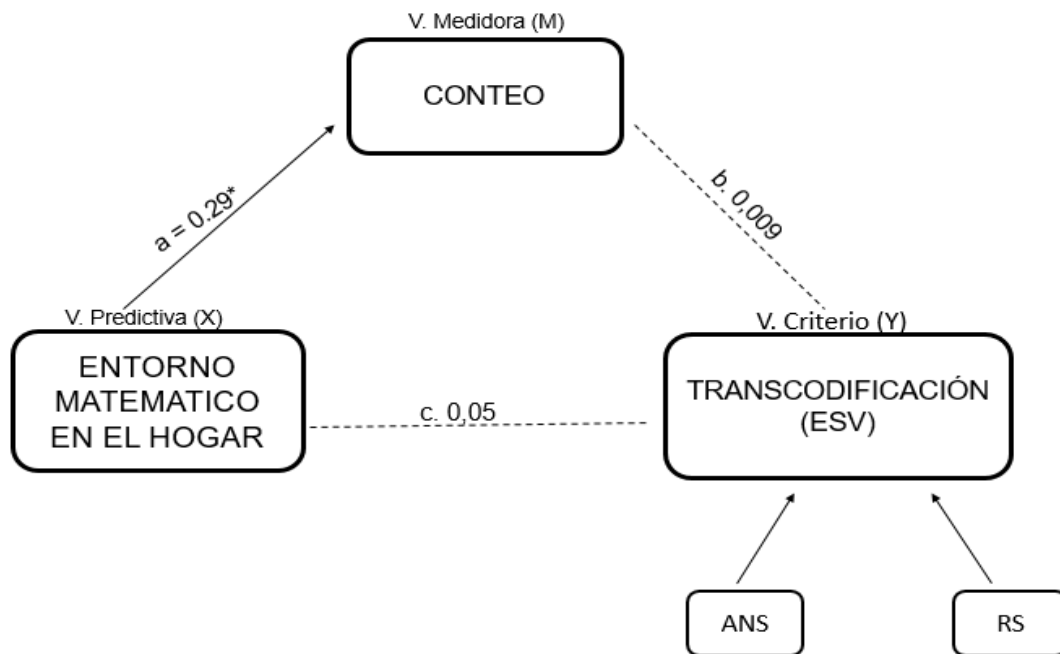 V. Medidora (M)
CONTEO
a = 0.29*
b. 0,009
V. Predictiva (X)
ENTORNO
MATEMATICO
EN EL HOGAR
c. 0,05
V. Criterio (Y)
TRANSCODIFICACIÓN
(ESV)
ANS
RS